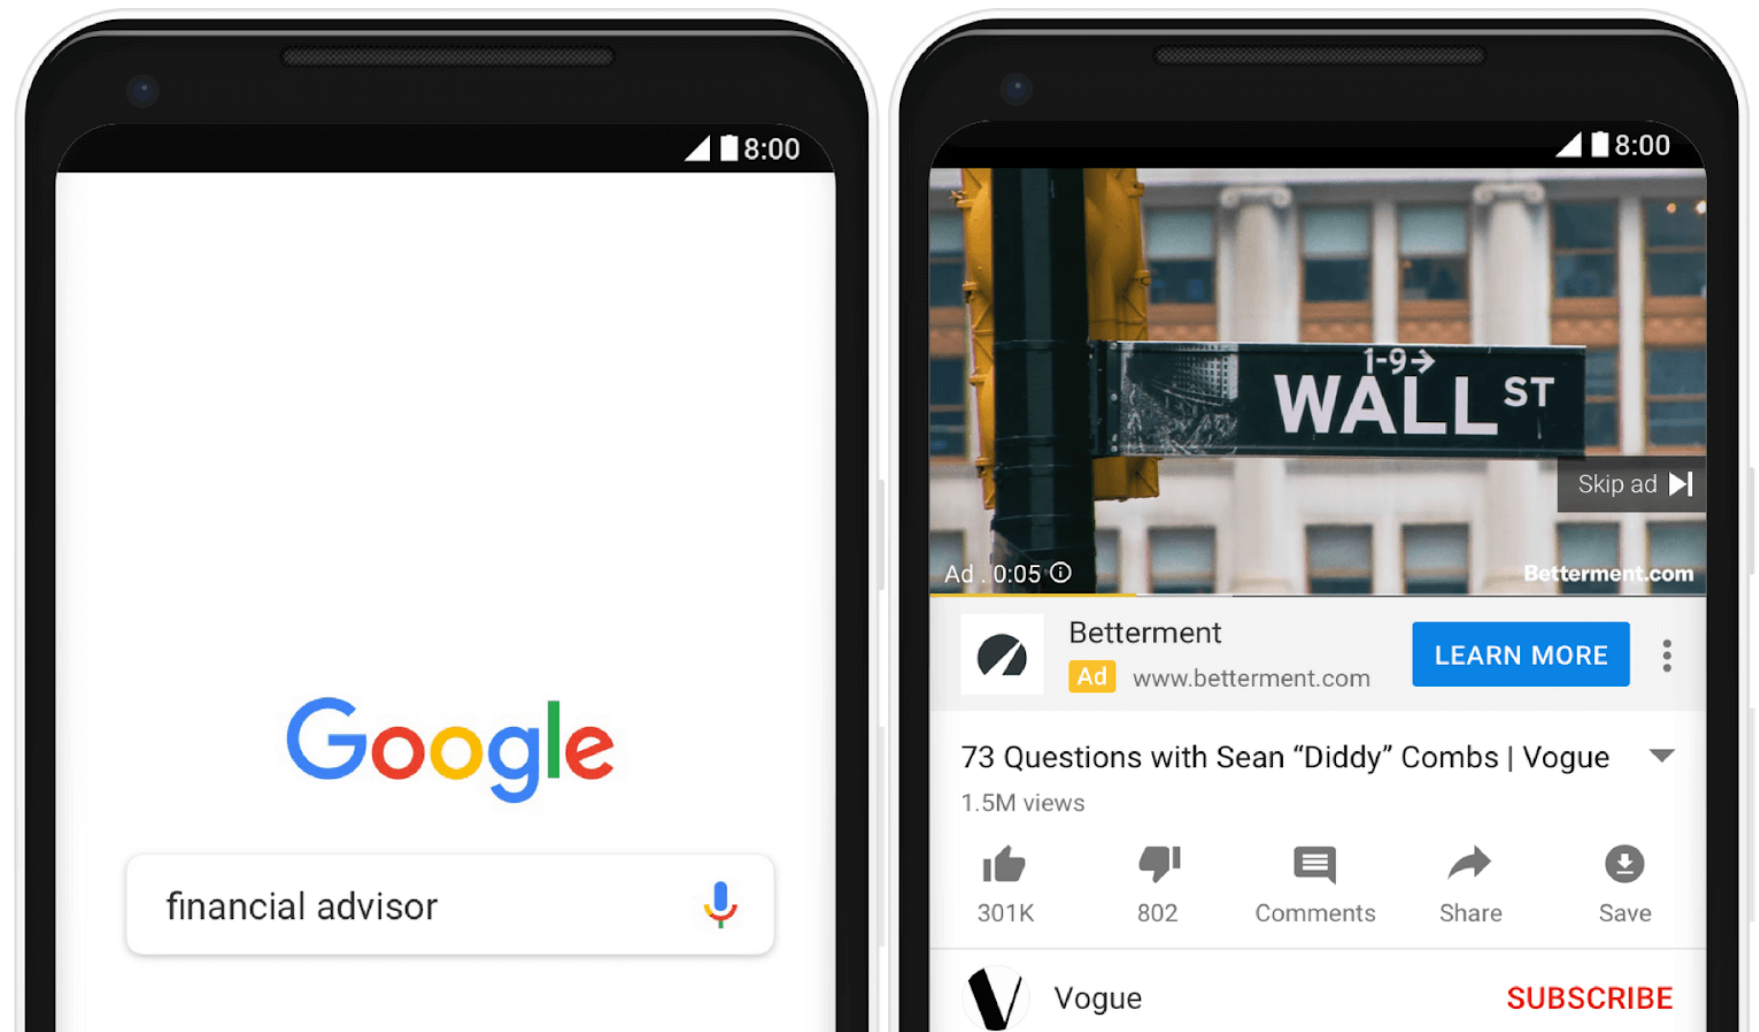 8:00
Google
financial advisor
8:00
1-9→
WALL ST
Skip ad
Ad . 0:05
Betterment.com
Betterment
Ad www.betterment.com
LEARN MORE
73 Questions with Sean “Diddy” Combs | Vogue
1.5M views
301K 802 Comments Share Save
Vogue SUBSCRIBE